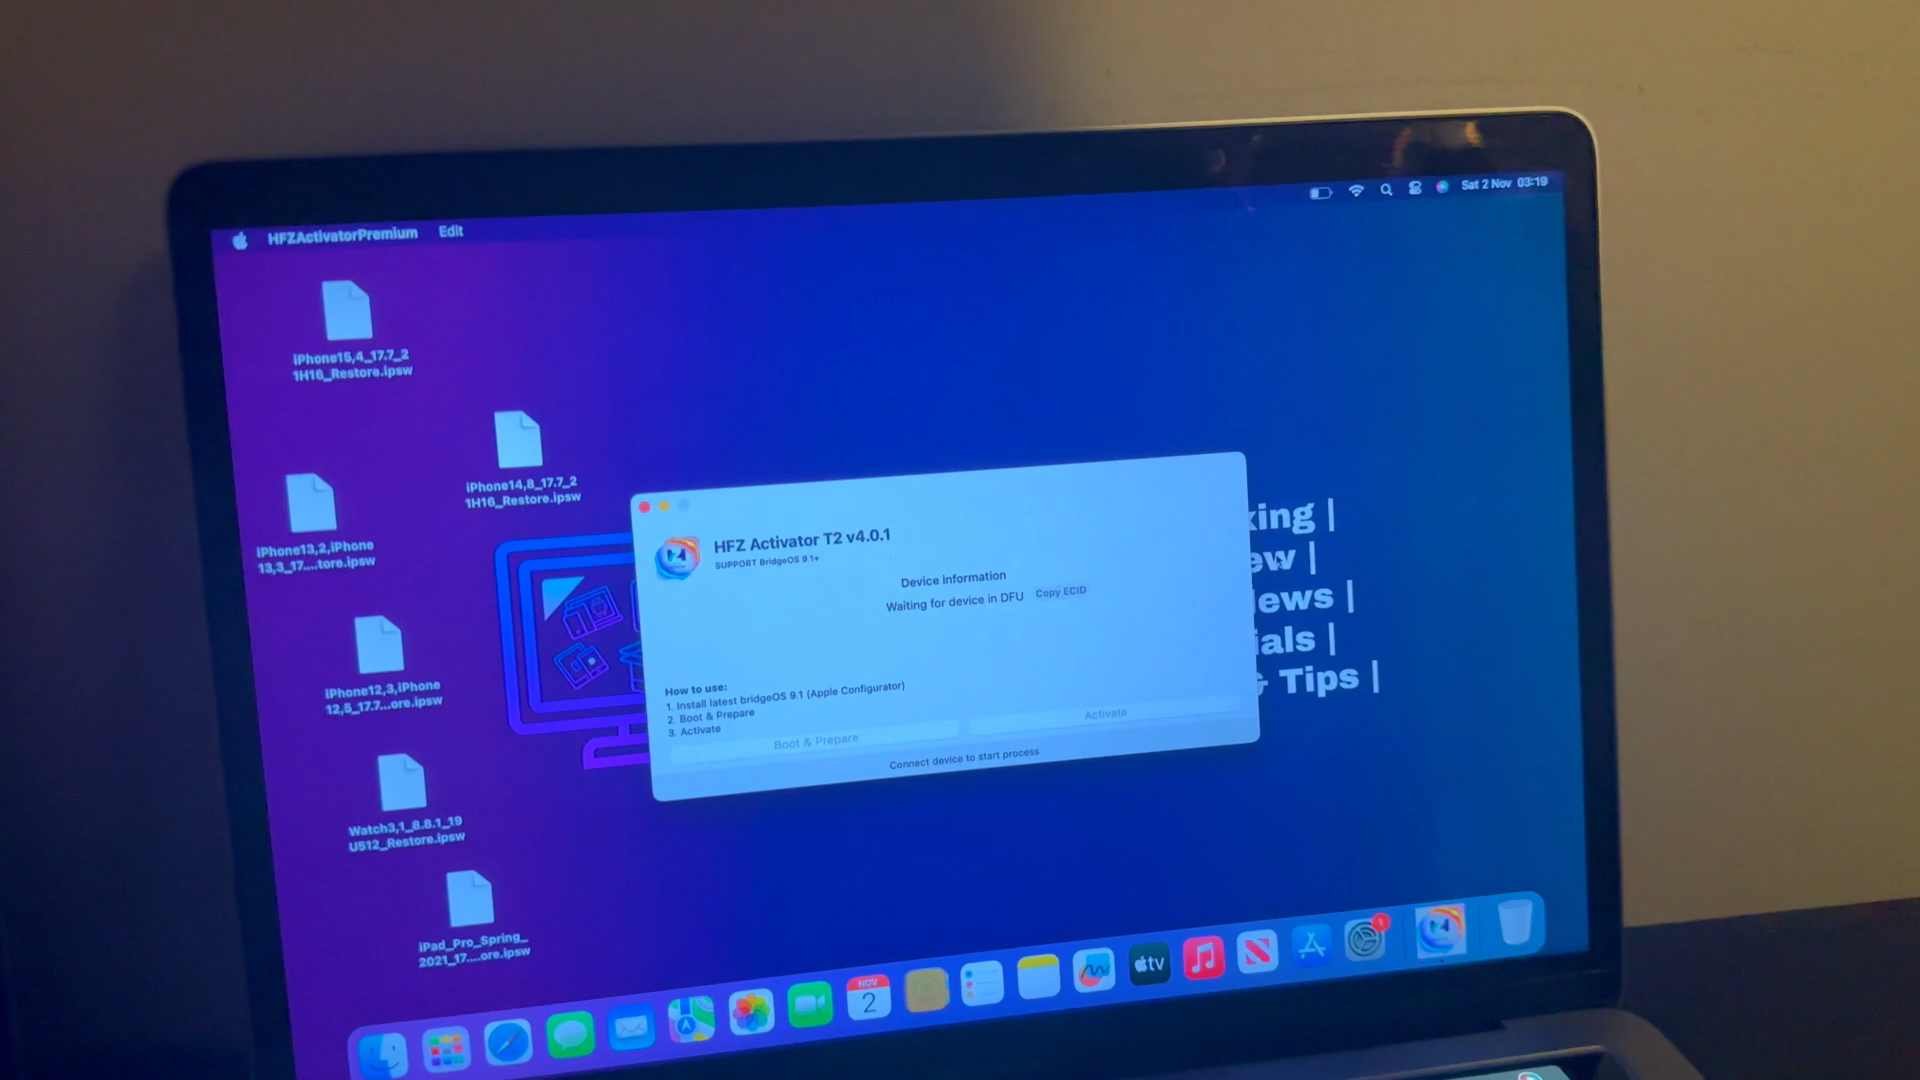 HFZActivatorPremium Edit
Sat 2 Nov 03:19
iPhone15,4_17.7_2
1H16_Restore.ipsw
iPhone14,8_17.7_2
1H16_Restore.ipsw
iPhone13,2,iPhone
13,3_17....tore.ipsw
iPhone12,3,iPhone
12,5_17.7...ore.ipsw
Watch3,1_8.8.1_19
U512_Restore.ipsw
iPad_Pro_Spring_
2021_17....ore.ipsw
HFZ Activator T2 v4.0.1
SUPPORT BridgeOS 9.1+
Device information
Waiting for device in DFU Copy ECID
How to use:
1. Install latest bridgeOS 9.1 (Apple Configurator)
2. Boot & Prepare
3. Activate
Boot & Prepare
Activate
Connect device to start process
king |
ew |
ews |
ials |
& Tips |
NOV
2
tv
1